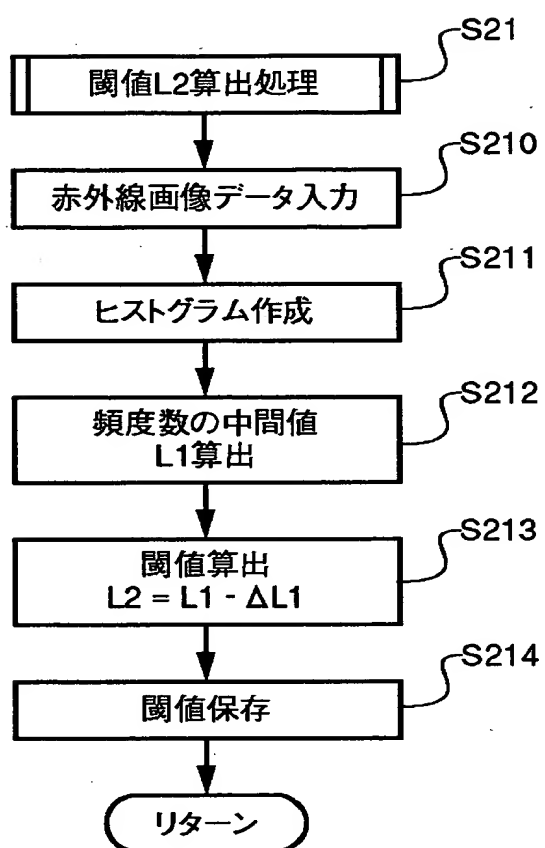 S21
閾値L2算出処理
S210
赤外線画像データ入力
S211
ヒストグラム作成
S212
頻度数の中間値
L1算出
S213
閾値算出
L2 = L1 - ΔL1
S214
閾値保存
リターン